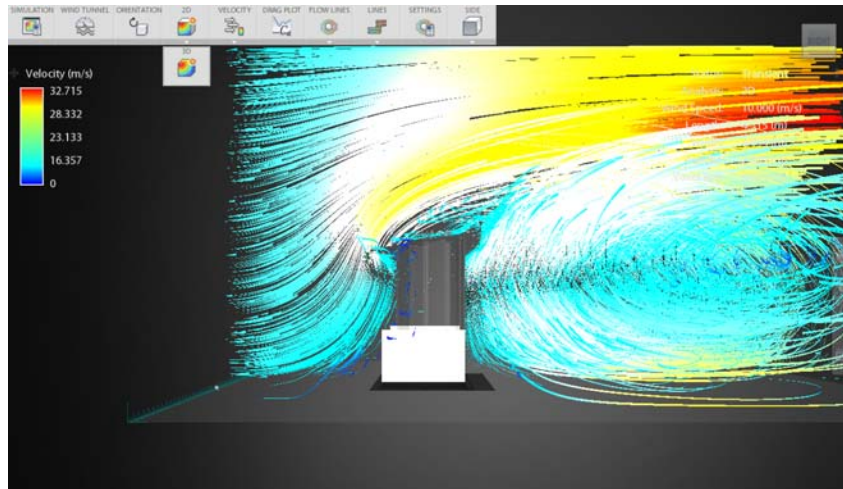 SIMULATION WIND TUNNEL ORIENTATION 2D VELOCITY DRAG PLOT FLOW LINES LINES SETTINGS SIDE
3D
Velocity (m/s)
32.715
28.332
23.133
16.357
0
Transient
3D
Speed: 10.000 (m/s)